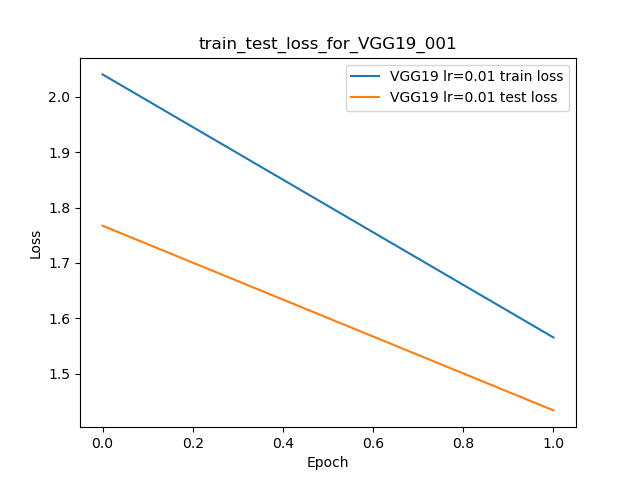 train_test_loss_for_VGG19_001
VGG19 lr=0.01 train loss
VGG19 lr=0.01 test loss
2.0
1.9
1.8
1.7
1.6
1.5
Loss
0.0 0.2 0.4 0.6 0.8 1.0
Epoch